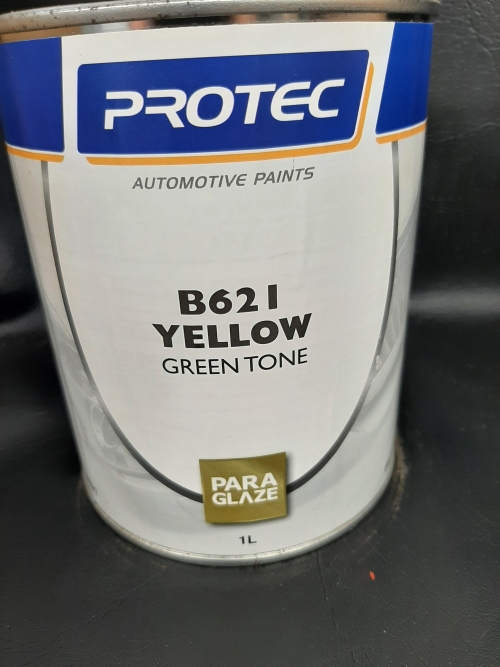 PROTEC
AUTOMOTIVE PAINTS
B621
YELLOW
GREEN TONE
PARA
GLAZE
1L